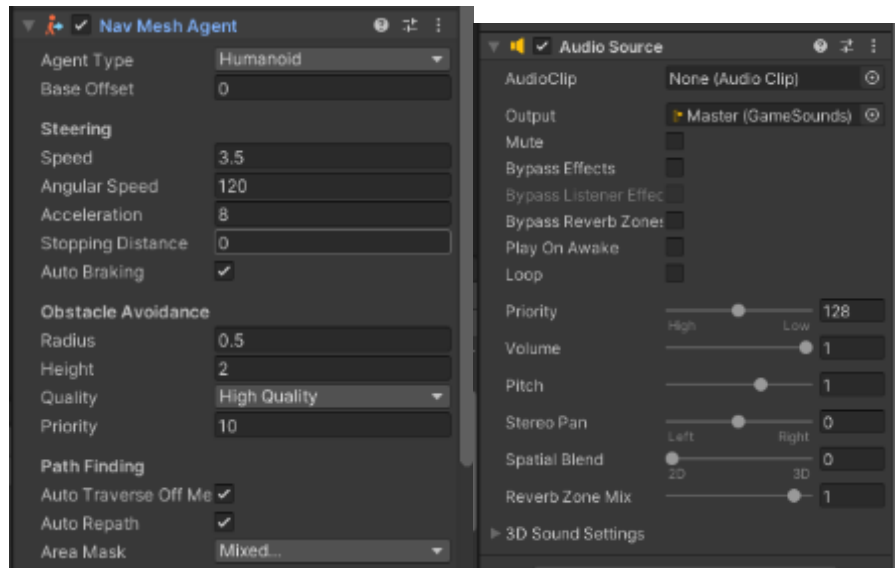 Nav Mesh Agent
Agent Type Humanoid
Base Offset 0
Steering
Speed 3.5
Angular Speed 120
Acceleration 8
Stopping Distance 0
Auto Braking
Obstacle Avoidance
Radius 0.5
Height 2
Quality High Quality
Priority 10
Path Finding
Auto Traverse Off Me
Auto Repath
Area Mask Mixed...
Audio Source
AudioClip None (Audio Clip)
Output Master (GameSounds)
Mute
Bypass Effects
Bypass Listener Effec
Bypass Reverb Zones
Play On Awake
Loop
Priority 128
High Low
Volume 1
Pitch 1
Stereo Pan 0
Left Right
Spatial Blend 0
2D 3D
Reverb Zone Mix 1
3D Sound Settings